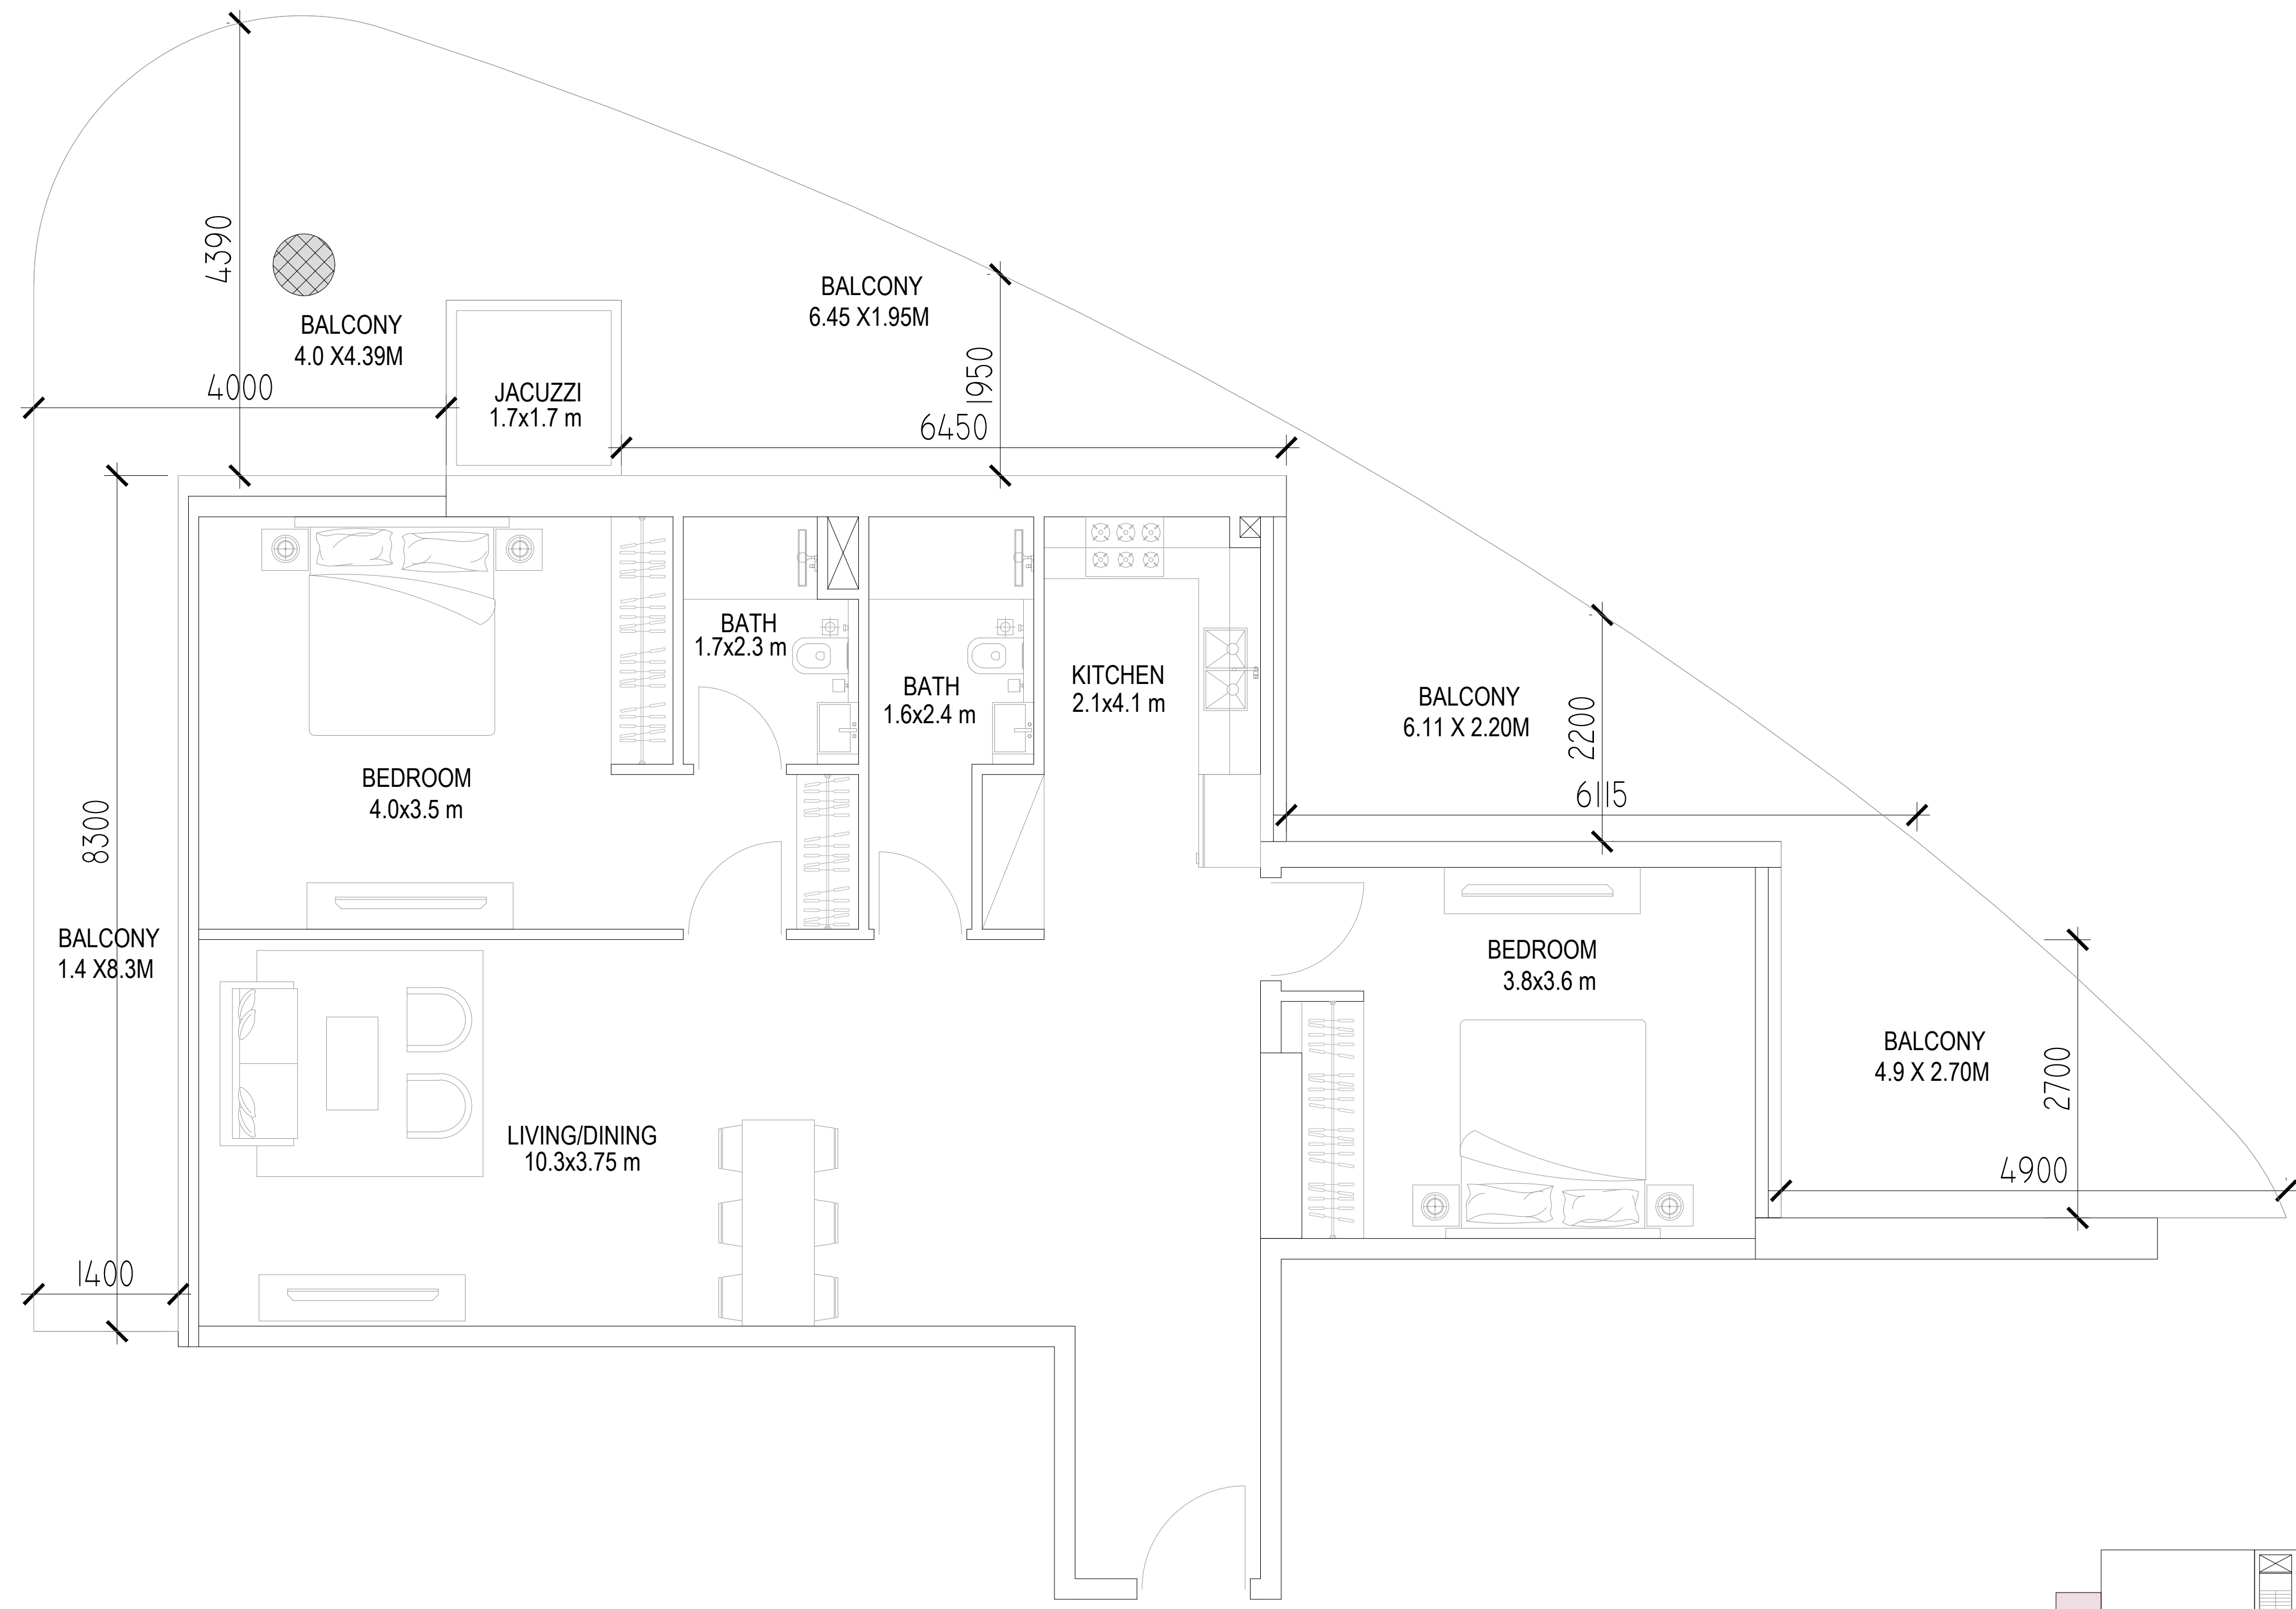 4390
BALCONY
6.45 X1.95M
BALCONY
4.0 X4.39M
4000
1950
JACUZZI
1.7x1.7 m
6450
BATH
1.7x2.3 m
BATH
1.6x2.4 m
KITCHEN
2.1x4.1 m
BALCONY
6.11 X 2.20M
2200
6115
BEDROOM
4.0x3.5 m
8300
BALCONY
1.4 X8.3M
BEDROOM
3.8x3.6 m
BALCONY
4.9 X 2.70M
2700
LIVING/DINING
10.3x3.75 m
4900
1400